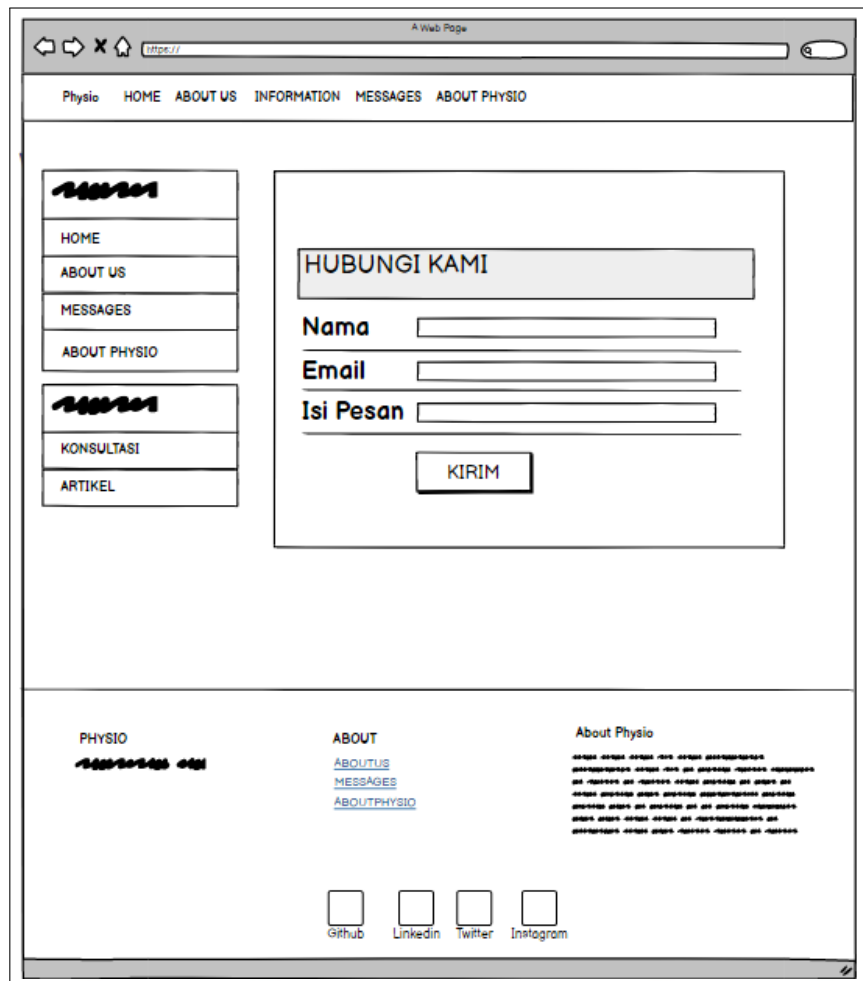 A Web Page
https://
Physio HOME ABOUT US INFORMATION MESSAGES ABOUT PHYSIO
HOME
ABOUT US
MESSAGES
ABOUT PHYSIO
KONSULTASI
ARTIKEL
HUBUNGI KAMI
Nama
Email
Isi Pesan
KIRIM
PHYSIO
ABOUT
ABOUTUS
MESSAGES
ABOUTPHYSIO
About Physio
Github Linkedin Twitter Instagram